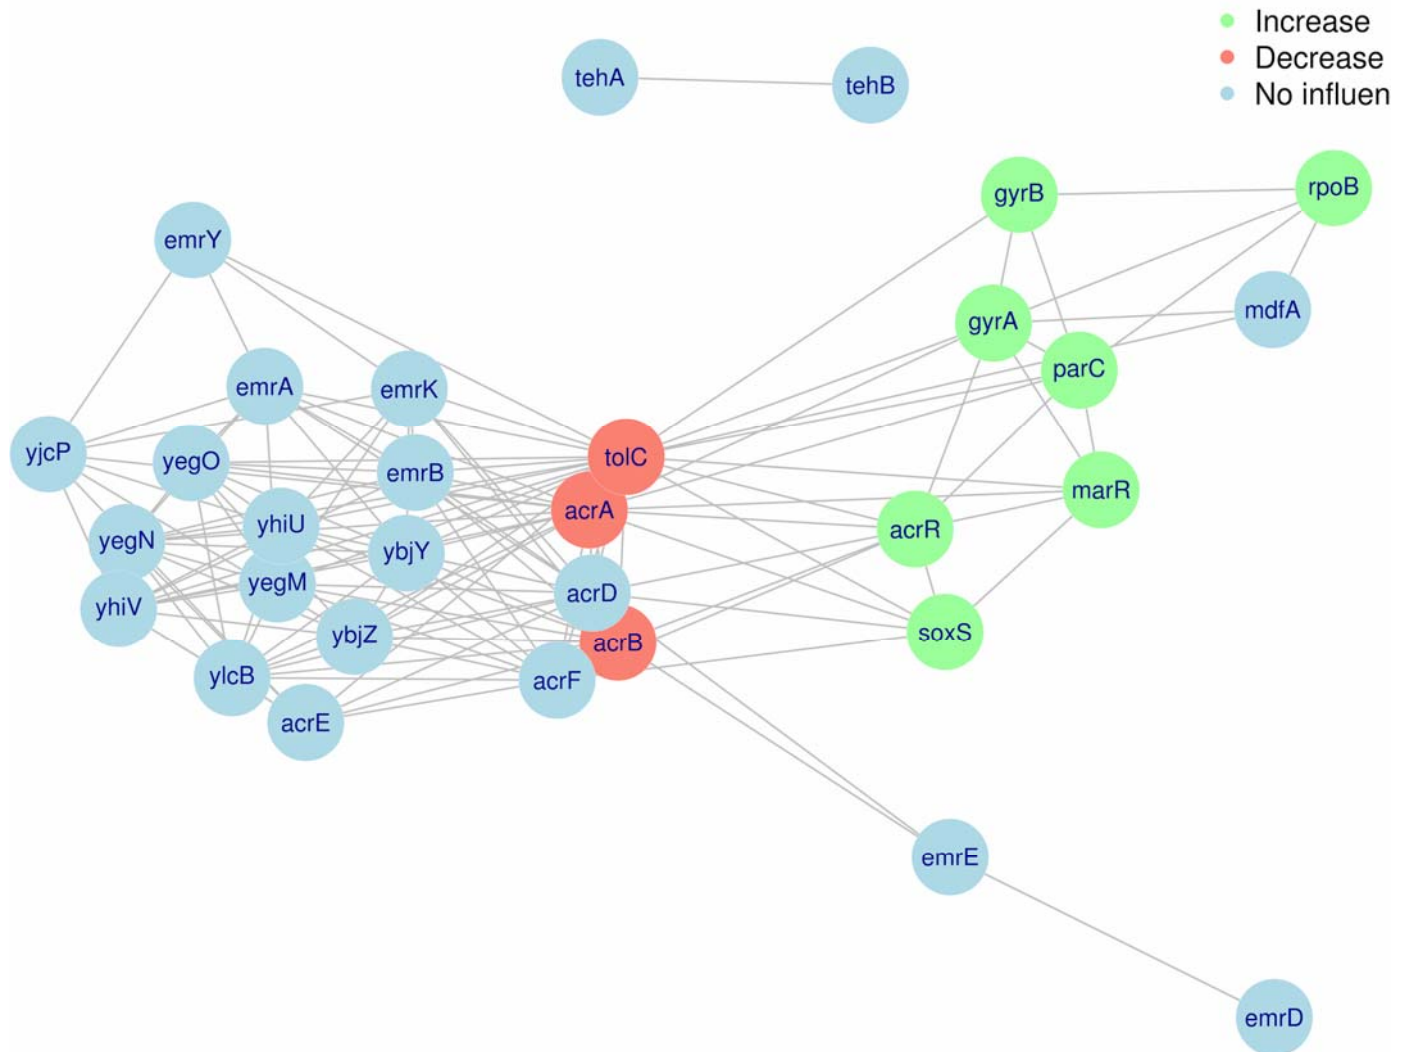 Increase
Decrease
No influen
tehA
tehB
gyrB
rpoB
emrY
mdfA
gyrA
parC
emrA
emrK
yjcP
yegO
emrB
tolC
marR
acrA
yhiU
acrR
yegN
ybjY
yegM
acrD
yhiV
ybjZ
soxS
acrB
ylcB
acrF
acrE
emrE
emrD